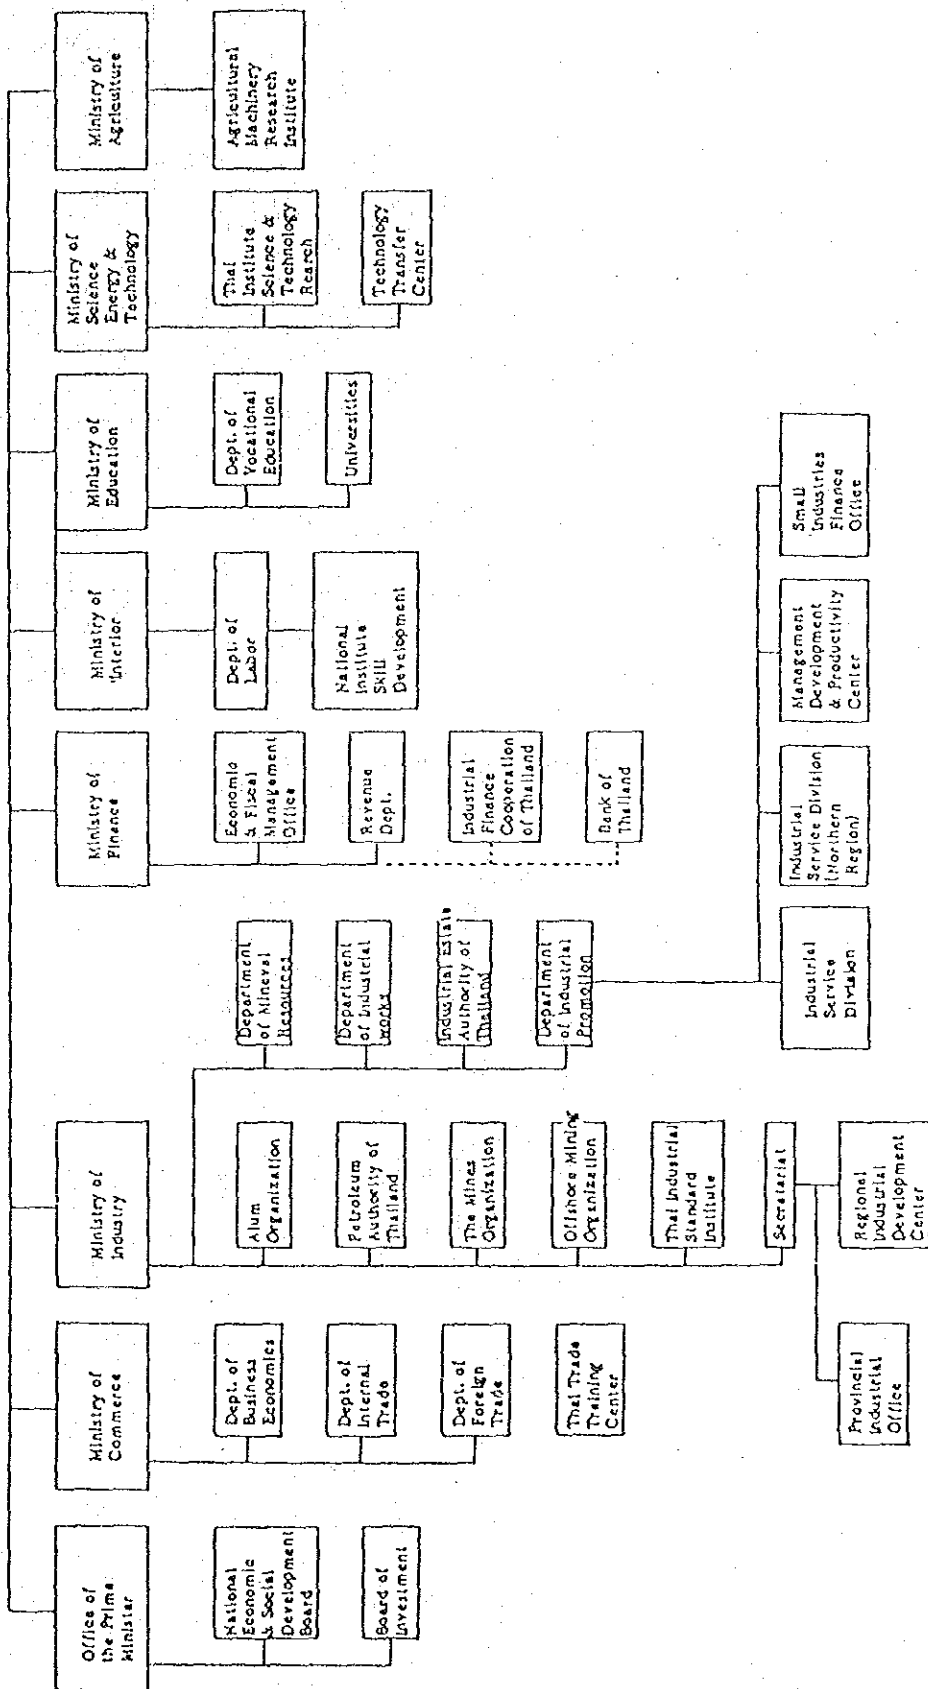 Office of
the Prime
Minister
National
Economic
& Social
Development
Board
Board of
Investment
Ministry of
Commerce
Dept. of
Business
Economics
Dept. of
Internal
Trade
Dept. of
Foreign
Trade
Thai Trade
Training
Center
Ministry of
Industry
Alum
Organization
Petroleum
Authority of
Thailand
The Mines
Organization
Offshore Mining
Organization
Thai Industrial
Standard
Institute
Secretariat
Provincial
Industrial
Office
Regional
Industrial
Development
Center
Department
of Mineval
Resources
Department
of Industrial
works
Industrial Estate
Authority of
Thailand
Department
of Industrial
Promotion
Industrial
Service
Division
Industrial
Service Division
(Northern
Region)
Management
Development
& Productivity
Center
Small
Industries
Finance
Office
Ministry of
Finance
Economic
& Fiscal
Management
Office
Revenue
Dept.
Industrial
Finance
Cooperation
of Thailand
Bank of
Thailand
Ministry of
Interior
Dept. of
Labor
National
Institute
Skill
Development
Ministry of
Education
Dept. of
Vocational
Education
Universities
Ministry of
Science
Energy &
Technology
Thai
Institute
Science &
Technology
Rearch
Technology
Transfer
Center
Ministry of
Agriculture
Agricultural
Machinery
Research
Institute